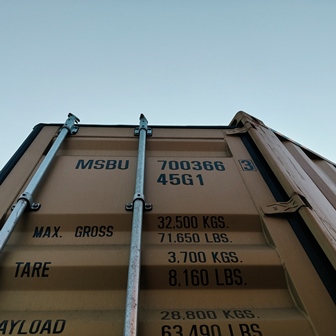 MSBU 700366 3
45G1
MAX. GROSS 32.500 KGS.
71.650 LBS.
TARE 3,700 KGS.
8,160 LBS.
AYLOAD 28.800 KGS.
63.490 LBS